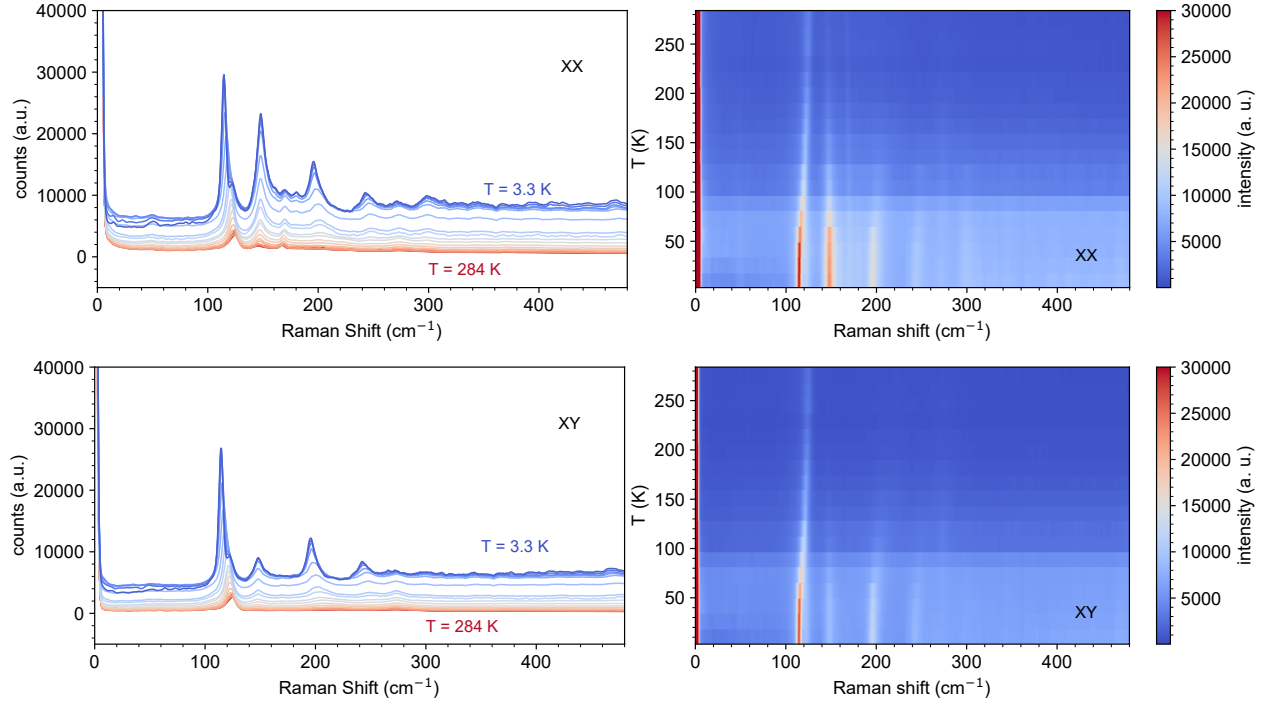 40000
30000
20000
10000
0
counts (a.u.)
XX
T = 3.3 K
T = 284 K
0 100 200 300 400
Raman Shift (cm⁻¹)
250
200
150
100
50
T (K)
XX
0 100 200 300 400
Raman shift (cm⁻¹)
30000
25000
20000
15000
10000
5000
intensity (a. u.)
40000
30000
20000
10000
0
counts (a.u.)
XY
T = 3.3 K
T = 284 K
0 100 200 300 400
Raman Shift (cm⁻¹)
250
200
150
100
50
T (K)
XY
0 100 200 300 400
Raman shift (cm⁻¹)
30000
25000
20000
15000
10000
5000
intensity (a. u.)